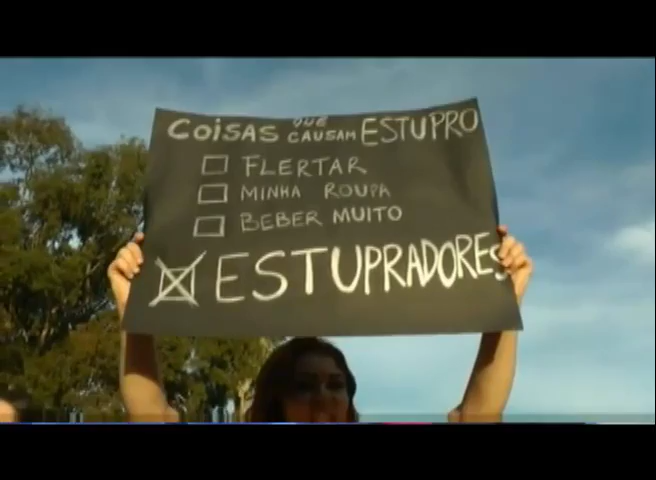 COISAS QUE CAUSAM ESTUPRO
FLERTAR
MINHA ROUPA
BEBER MUITO
ESTUPRADORES